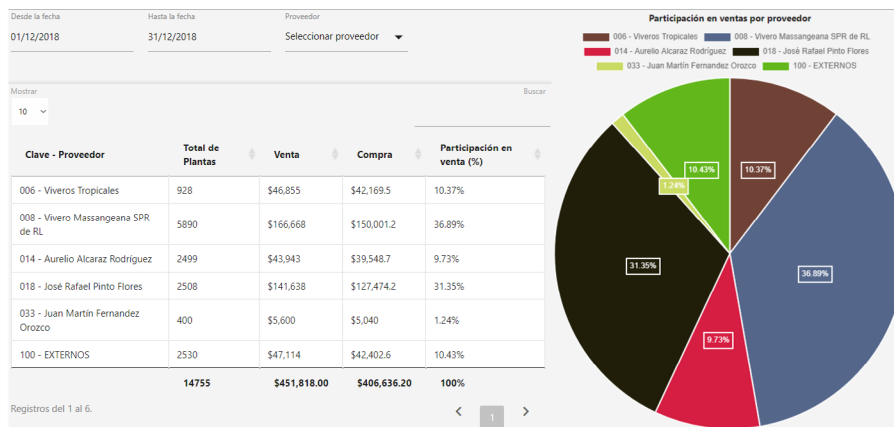 Desde la fecha
Hasta la fecha
Proveedor
01/12/2018
31/12/2018
Seleccionar proveedor
Mostrar
Buscar
10
Clave - Proveedor
Total de
Plantas
Venta
Compra
Participación en
venta (%)
006 - Viveros Tropicales
928
$46,855
$42,169.5
10.37%
008 - Vivero Massangeana SPR
de RL
5890
$166,668
$150,001.2
36.89%
014 - Aurelio Alcaraz Rodríguez
2499
$43,943
$39,548.7
9.73%
018 - José Rafael Pinto Flores
2508
$141,638
$127,474.2
31.35%
033 - Juan Martín Fernandez
Orozco
400
$5,600
$5,040
1.24%
100 - EXTERNOS
2530
$47,114
$42,402.6
10.43%
14755
$451,818.00
$406,636.20
100%
Registros del 1 al 6.
1
Participación en ventas por proveedor
006 - Viveros Tropicales
008 - Vivero Massangeana SPR de RL
014 - Aurelio Alcaraz Rodríguez
018 - José Rafael Pinto Flores
033 - Juan Martín Fernandez Orozco
100 - EXTERNOS
10.43%
10.37%
1.24%
31.35%
36.89%
9.73%